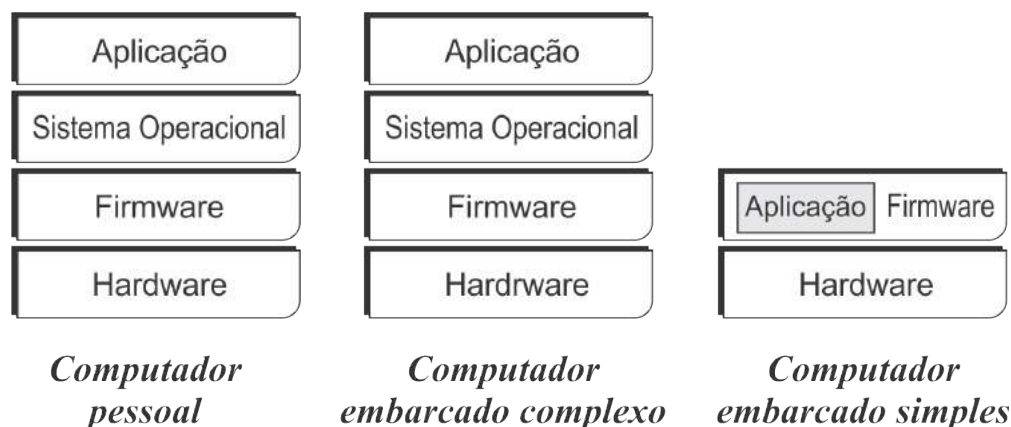 Aplicação
Sistema Operacional
Firmware
Hardware
Computador
pessoal
Aplicação
Sistema Operacional
Firmware
Hardrware
Computador
embarcado complexo
Aplicação Firmware
Hardware
Computador
embarcado simples